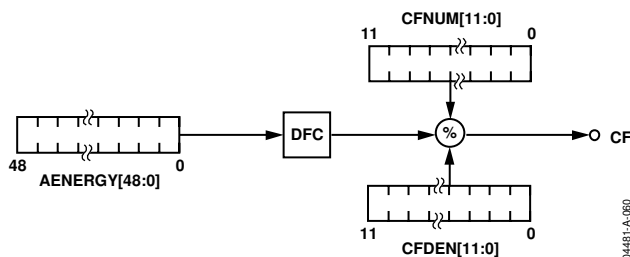 CFNUM[11:0]
11 0
48 0
AENERGY[48:0]
DFC
%
CF
11 0
CFDEN[11:0]
04481-A-060